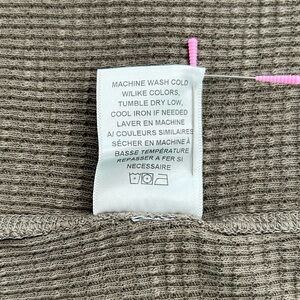 MACHINE WASH COLD
W/LIKE COLORS,
TUMBLE DRY LOW,
COOL IRON IF NEEDED
LAVER EN MACHINE
A/ COULEURS SIMILAIRES
SÉCHER EN MACHINE À
BASSE TEMPÉRATURE
REPASSER A FER SI
NECESSAIRE